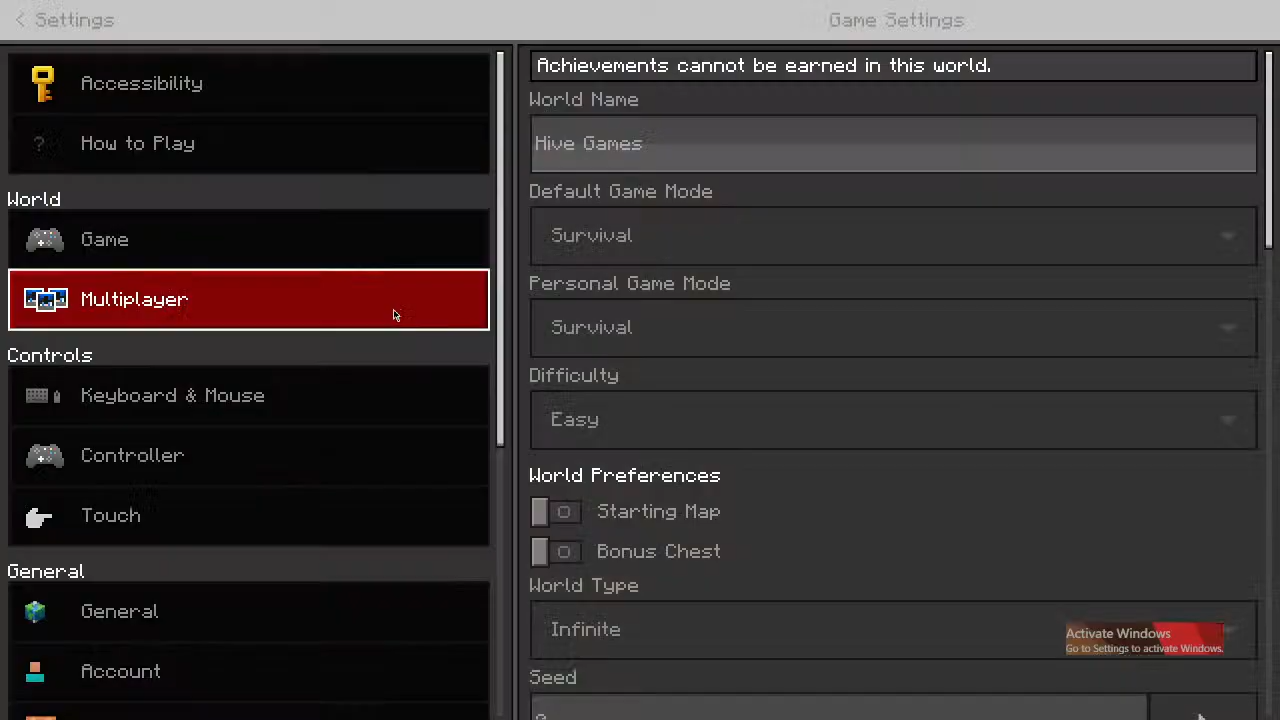 Settings
Game Settings
Accessibility
How to Play
World
Game
Multiplayer
Controls
Keyboard & Mouse
Controller
Touch
General
General
Account
Achievements cannot be earned in this world.
World Name
Hive Games
Default Game Mode
Survival
Personal Game Mode
Survival
Difficulty
Easy
World Preferences
Starting Map
Bonus Chest
World Type
Infinite
Seed
Activate Windows
Go to Settings to activate Windows.